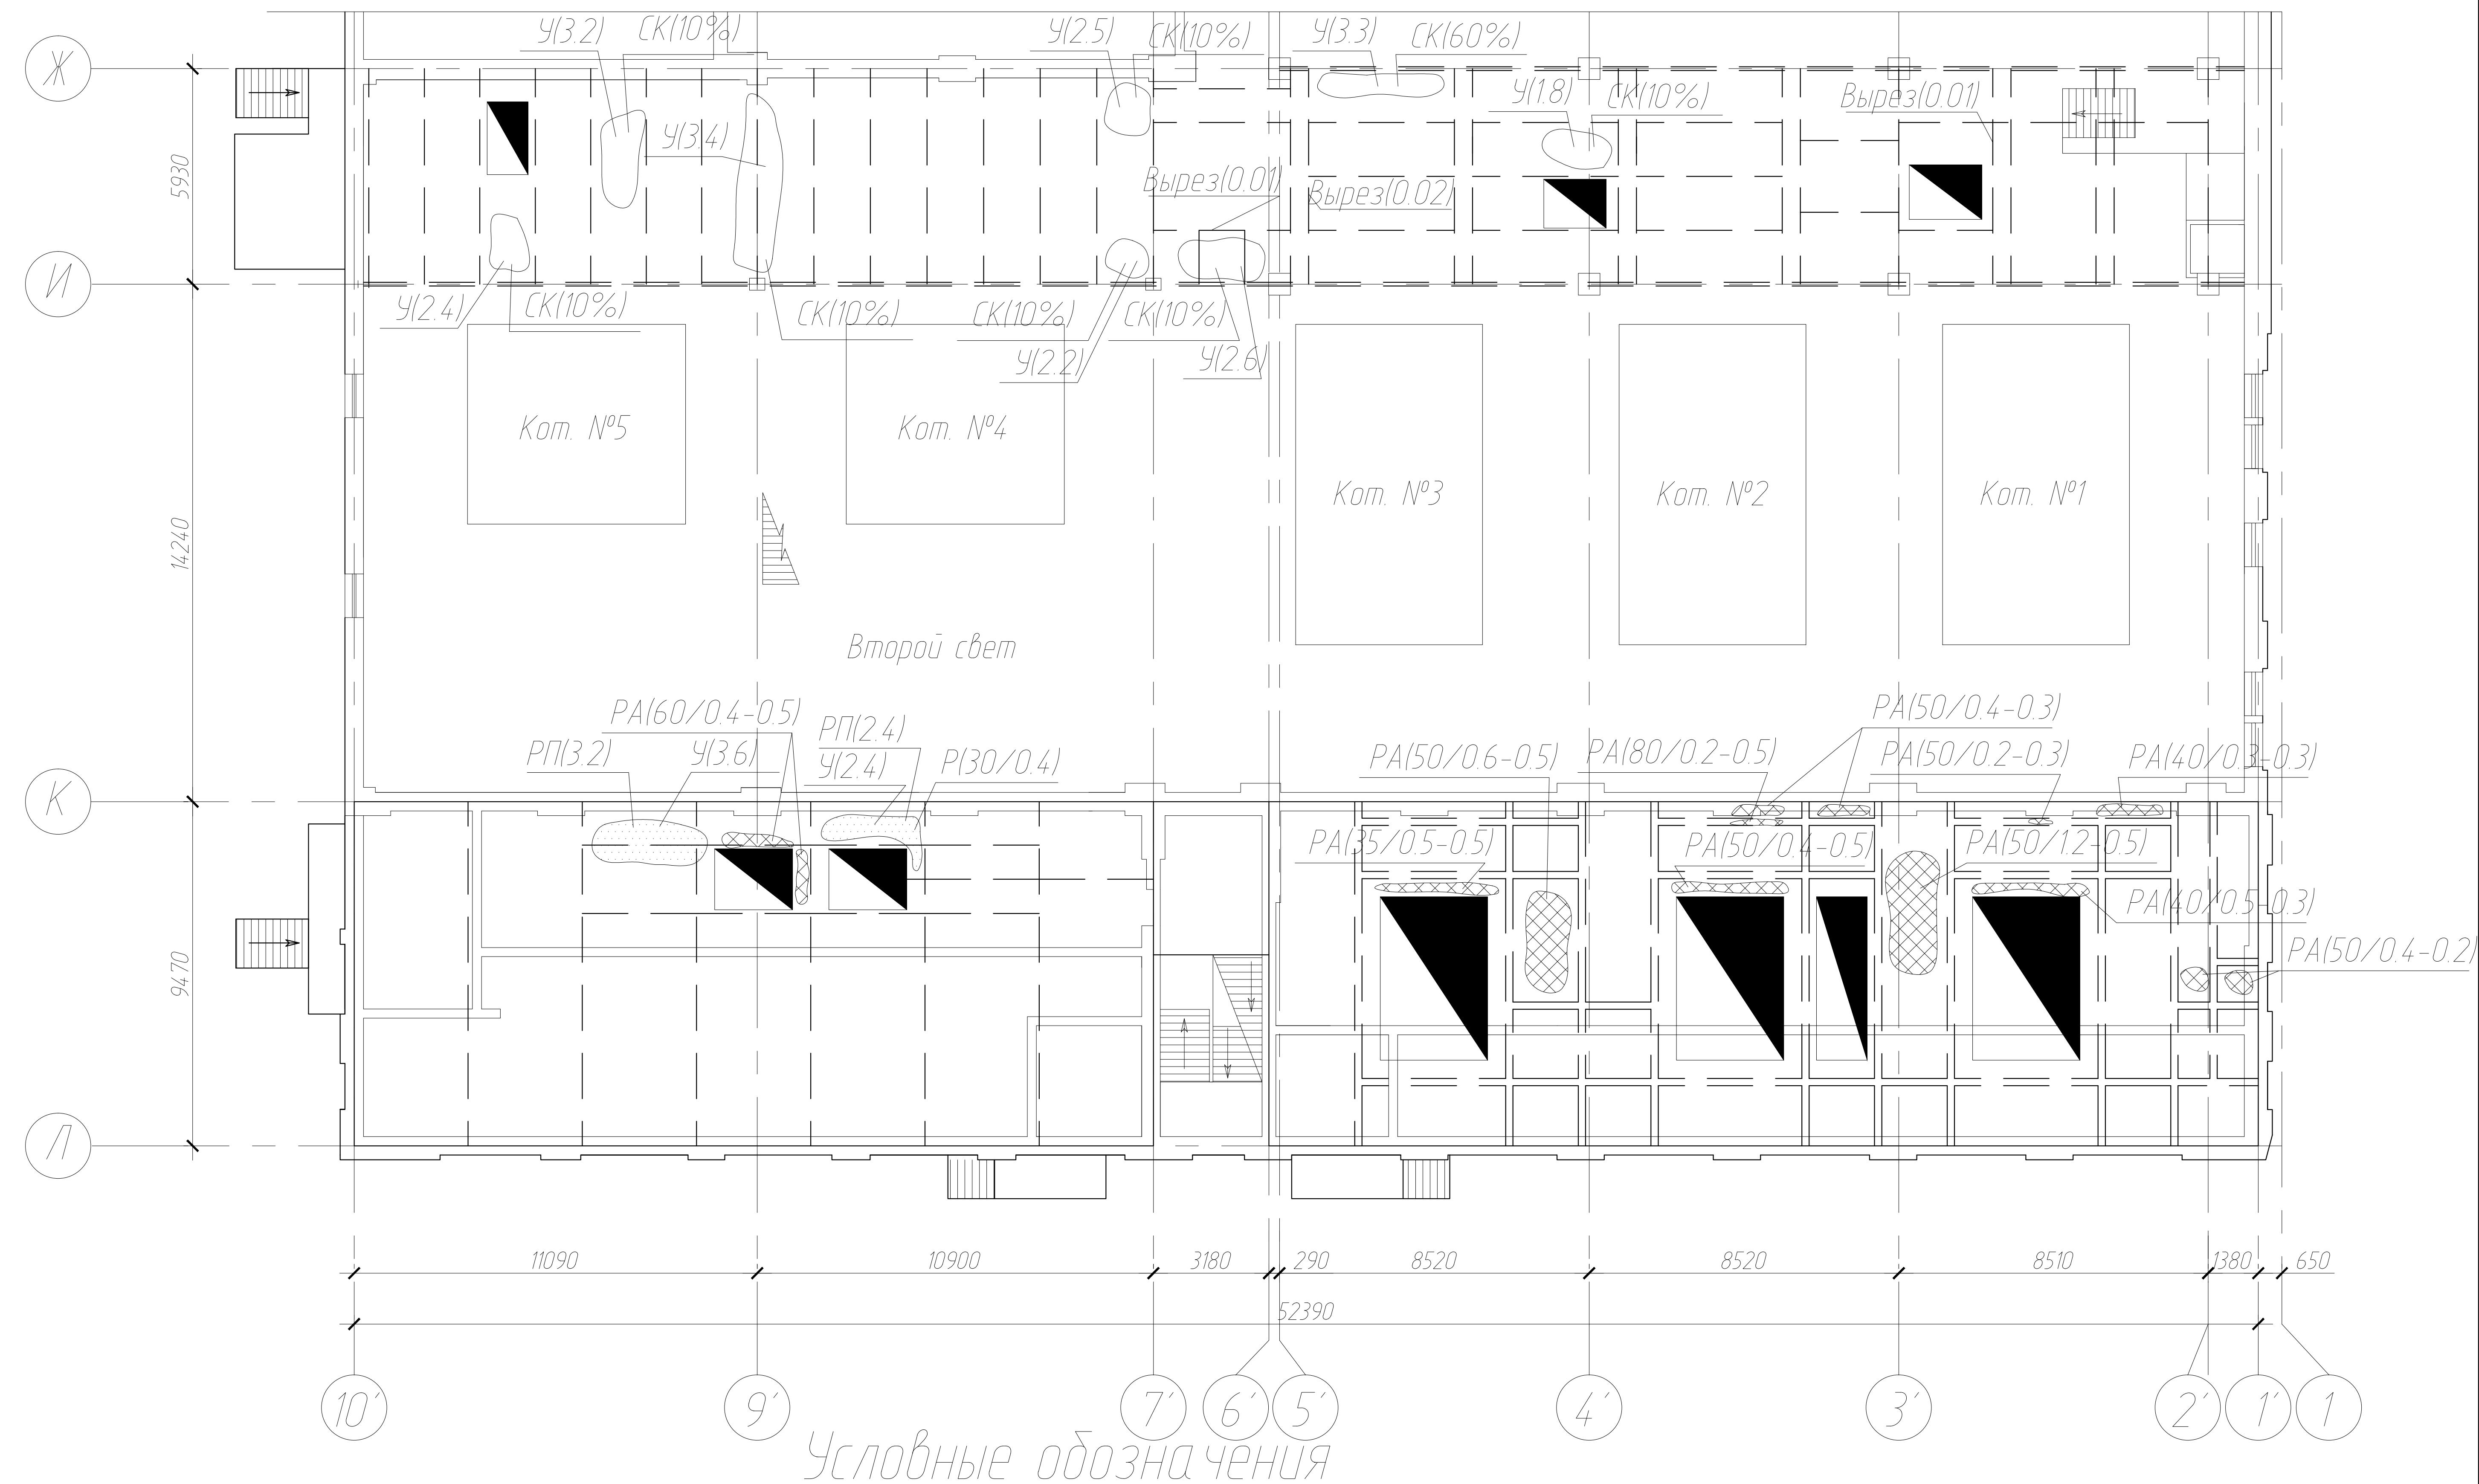 У(3.2) СК(10%) У(2.5) СК(10%) У(3.3) СК(60%)
Ж
У(1.8) СК(10%) Вырез(0.01)
У(3.4)
5930
Вырез(0.01) Вырез(0.02)
И
У(2.4) СК(10%) СК(10%) СК(10%) СК(10%)
У(2.2) У(2.6)
Кот. №5 Кот. №4
Кот. №3 Кот. №2 Кот. №1
14240
Второй свет
РА(60/0.4-0.5) РП(2.4) РА(50/0.4-0.3)
РП(3.2) У(3.6) У(2.4) Р(30/0.4) РА(50/0.6-0.5) РА(80/0.2-0.5) РА(50/0.2-0.3) РА(40/0.3-0.3)
К
РА(35/0.5-0.5) РА(50/0.4-0.5) РА(50/1.2-0.5)
РА(40/0.5-0.3)
РА(50/0.4-0.2)
9470
Л
11090 10900 3180 290 8520 8520 8510 1380 650
52390
10' 9' 7' 6' 5' 4' 3' 2' 1' 1
Условные обозначения